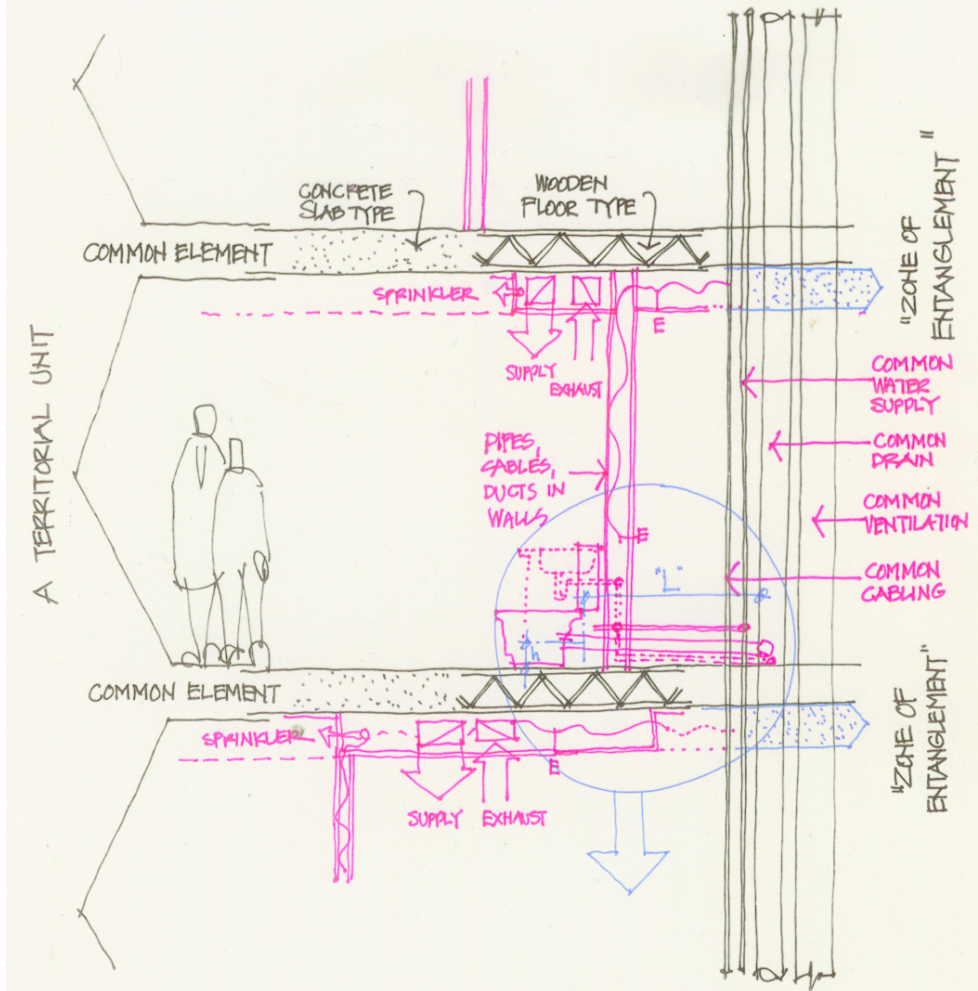 CONCRETE
SLAB TYPE
WOODEN
FLOOR TYPE
COMMON ELEMENT
SPRINKLER
E
SUPPLY
EXHAUST
"ZONE OF
ENTANGLEMENT"
A TERRITORIAL UNIT
COMMON
WATER
SUPPLY
COMMON
DRAIN
PIPES,
CABLES,
DUCTS IN
WALLS
COMMON
VENTILATION
E
COMMON
CABLING
"L"
h
COMMON ELEMENT
SPRINKLER
E
SUPPLY
EXHAUST
"ZONE OF
ENTANGLEMENT"